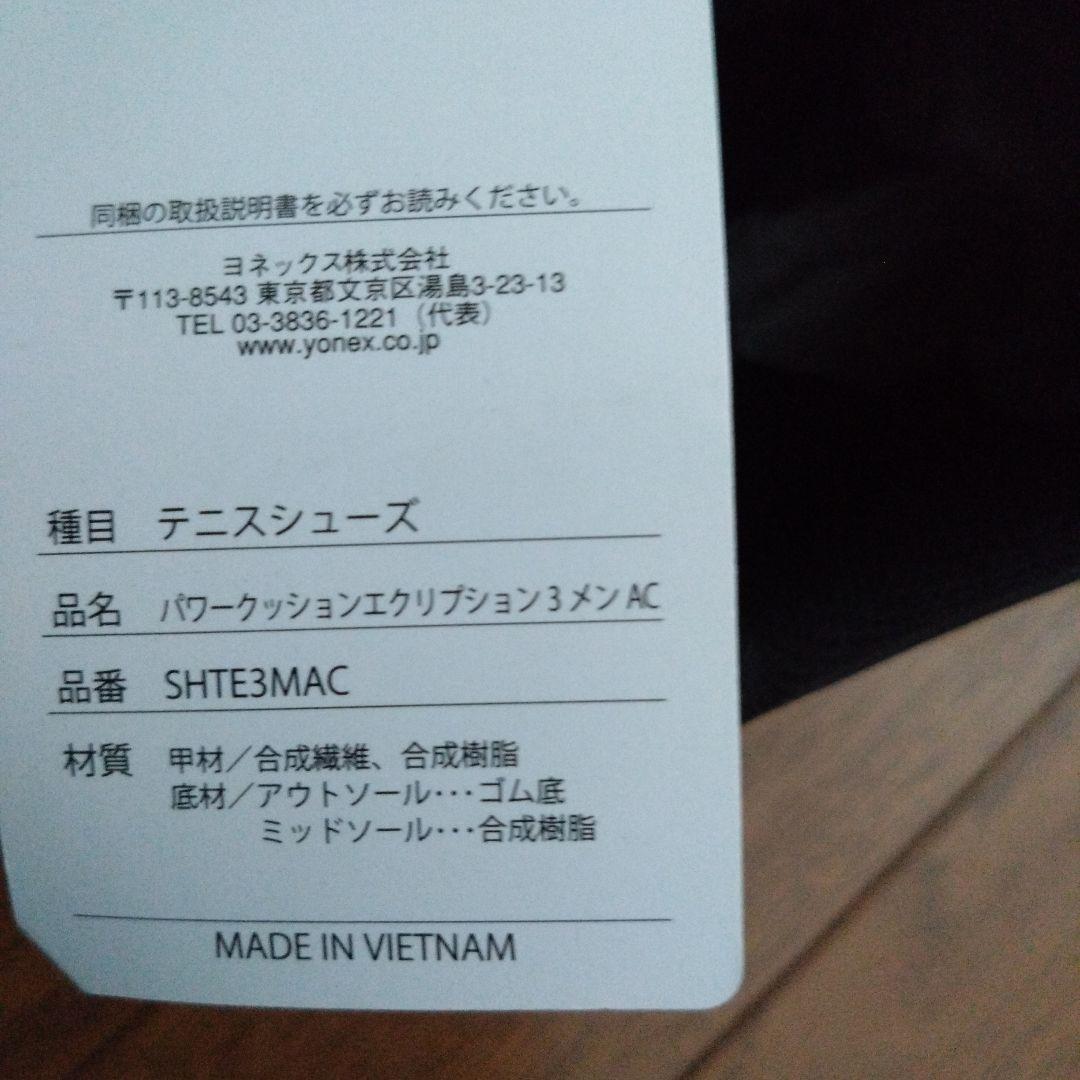 同梱の取扱説明書を必ずお読みください。
ヨネックス株式会社
〒113-8543 東京都文京区湯島3-23-13
TEL 03-3836-1221（代表）
www.yonex.co.jp
種目 テニスシューズ
品名 パワークッションエクリプション3メンAC
品番 SHTE3MAC
材質 甲材／合成繊維、合成樹脂
底材／アウトソール･･･ゴム底
ミッドソール･･･合成樹脂
MADE IN VIETNAM